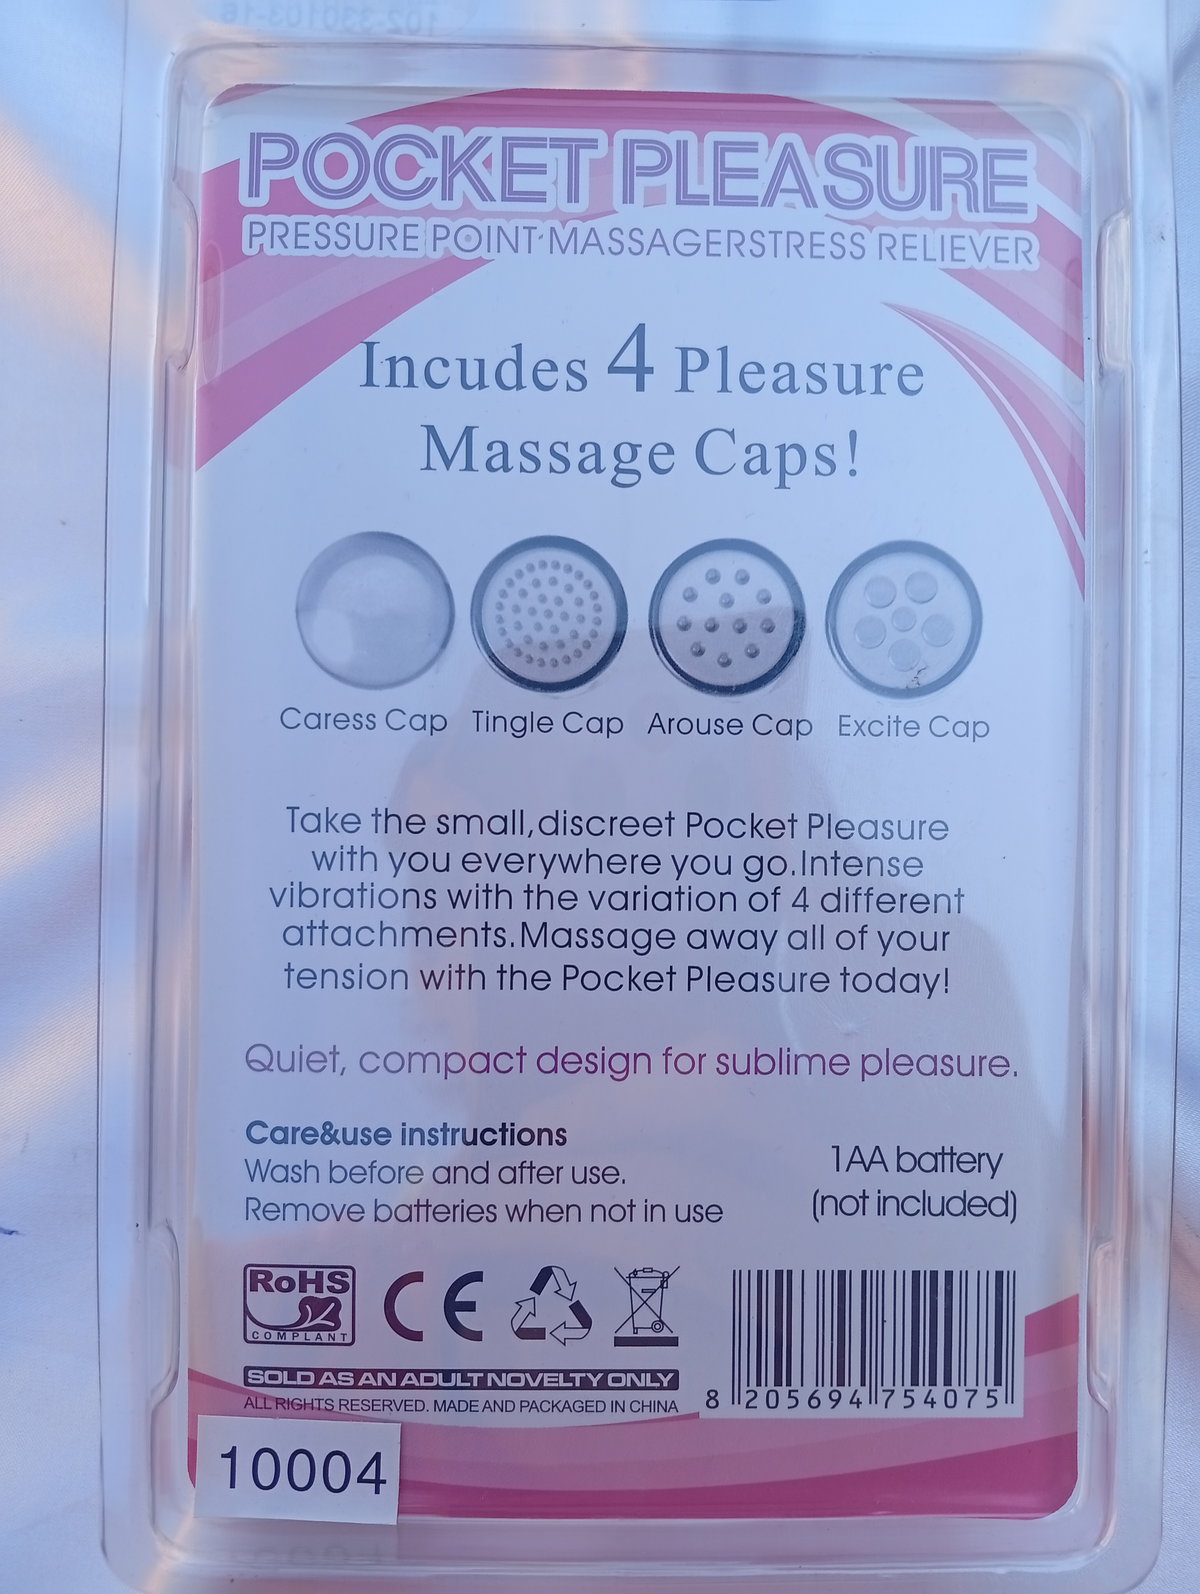 102-330103-16
POCKET PLEASURE
PRESSURE POINT·MASSAGERSTRESS RELIEVER
Incudes 4 Pleasure
Massage Caps!
Caress Cap Tingle Cap Arouse Cap Excite Cap
Take the small,discreet Pocket Pleasure
with you everywhere you go.Intense
vibrations with the variation of 4 different
attachments.Massage away all of your
tension with the Pocket Pleasure today!
Quiet, compact design for sublime pleasure.
Care&use instructions
Wash before and after use.
Remove batteries when not in use
1AA battery
(not included)
RoHS
COMPLANT
CE
SOLD AS AN ADULT NOVELTY ONLY
ALL RIGHTS RESERVED. MADE AND PACKAGED IN CHINA
8 205694 754075
10004